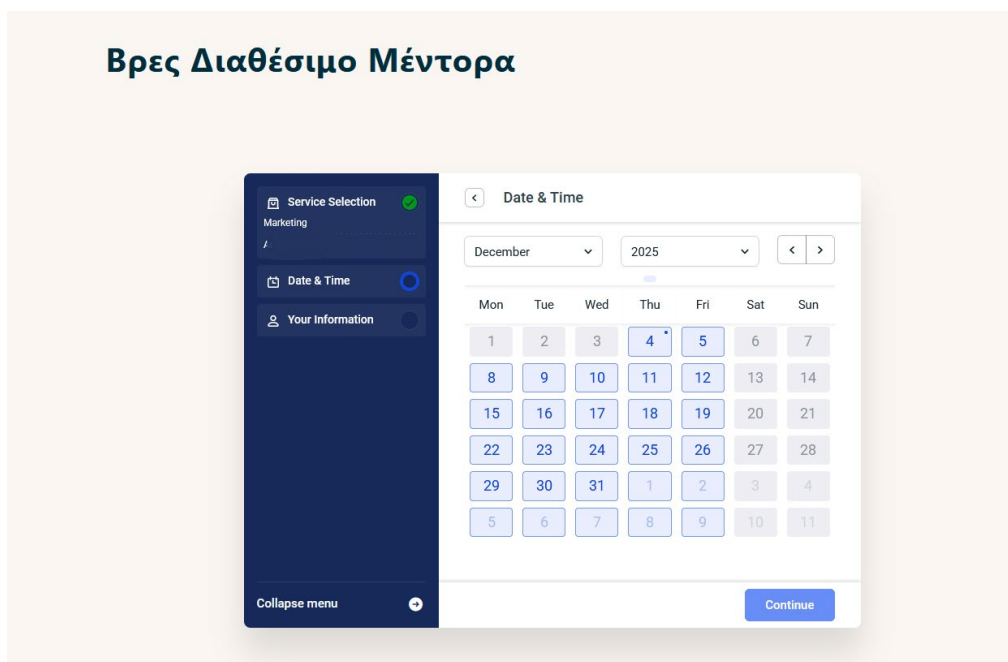 Βρες Διαθέσιμο Μέντορα
Service Selection
Marketing
Date & Time
Your Information
Collapse menu
Date & Time
December 2025
Mon Tue Wed Thu Fri Sat Sun
1 2 3 4 5 6 7
8 9 10 11 12 13 14
15 16 17 18 19 20 21
22 23 24 25 26 27 28
29 30 31 1 2 3 4
5 6 7 8 9 10 11
Continue